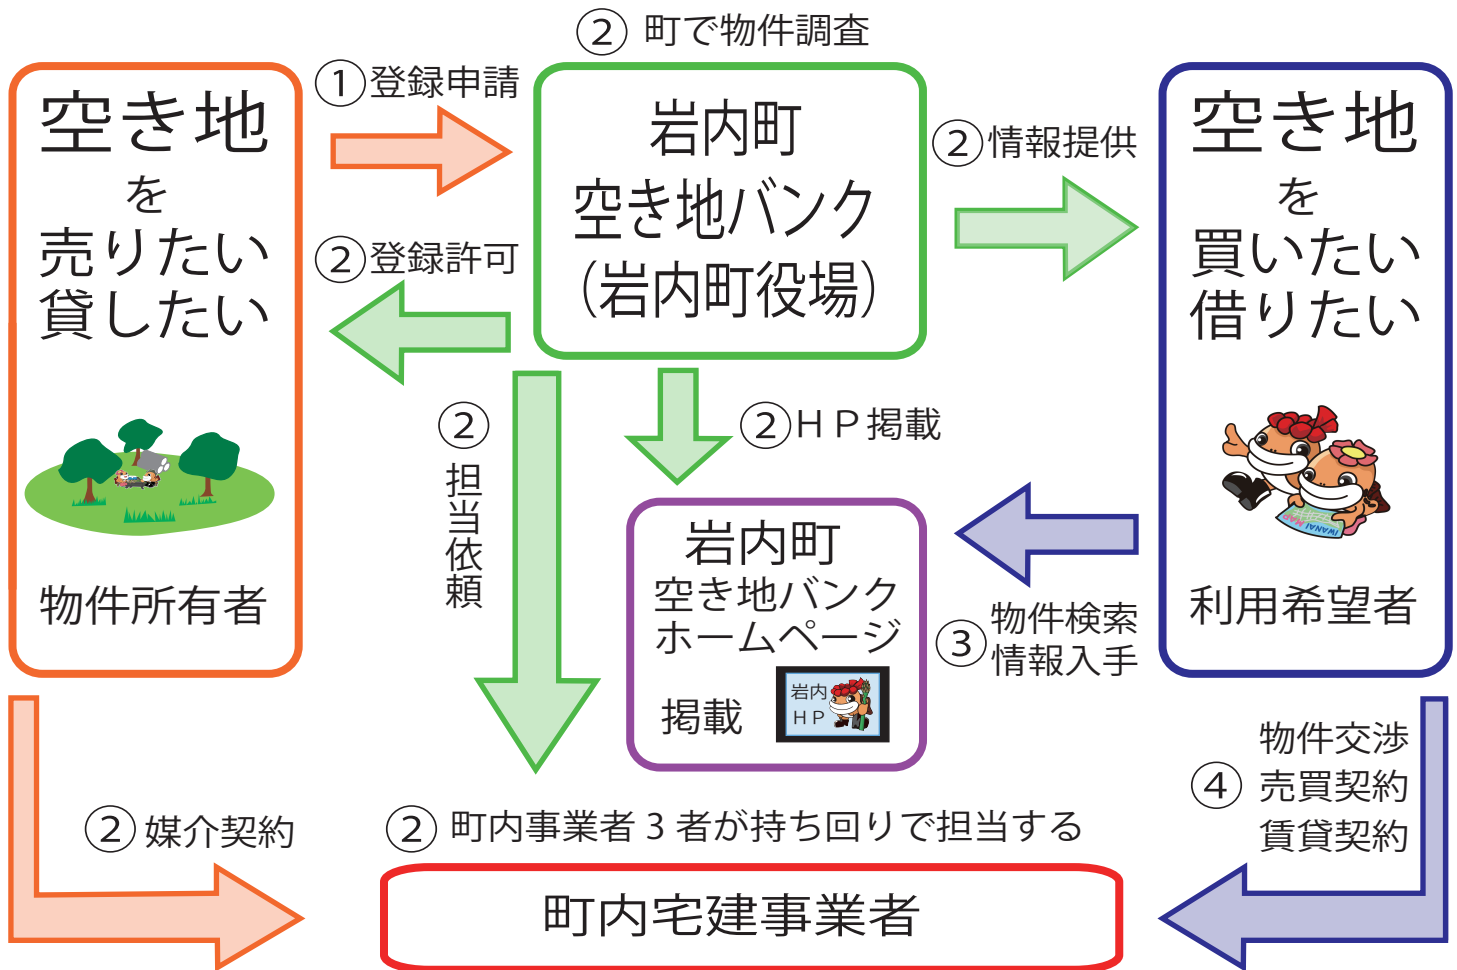 ② 町で物件調査
空き地
を
売りたい
貸したい
物件所有者
①登録申請
②登録許可
岩内町
空き地バンク
（岩内町役場）
②情報提供
空き地
を
買いたい
借りたい
IWANAI MAP
利用希望者
②
担当依頼
②ＨＰ掲載
岩内町
空き地バンク
ホームページ
掲載
岩内
ＨＰ
③物件検索
情報入手
④
物件交渉
売買契約
賃貸契約
②媒介契約
② 町内事業者３者が持ち回りで担当する
町内宅建事業者